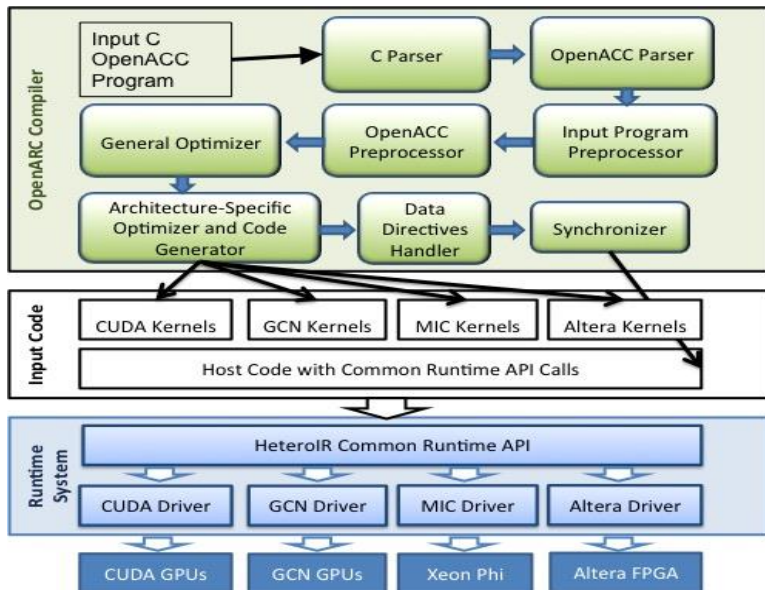 OpenARC Compiler
Input C
OpenACC
Program
C Parser
OpenACC Parser
General Optimizer
OpenACC
Preprocessor
Input Program
Preprocessor
Architecture-Specific
Optimizer and Code
Generator
Data
Directives
Handler
Synchronizer
Input Code
CUDA Kernels
GCN Kernels
MIC Kernels
Altera Kernels
Host Code with Common Runtime API Calls
Runtime
System
HeteroIR Common Runtime API
CUDA Driver
GCN Driver
MIC Driver
Altera Driver
CUDA GPUs
GCN GPUs
Xeon Phi
Altera FPGA